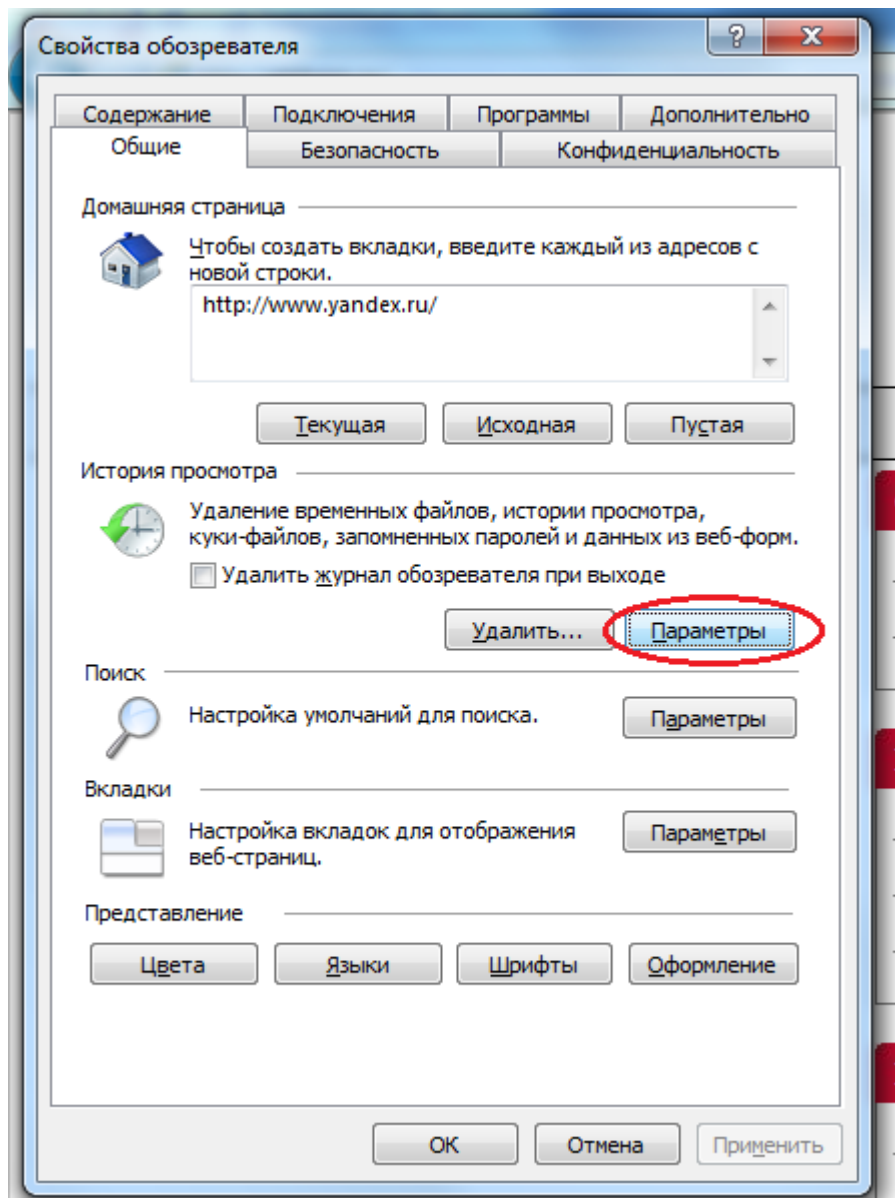 Свойства обозревателя
Содержание Подключения Программы Дополнительно
Общие Безопасность Конфиденциальность
Домашняя страница
Чтобы создать вкладки, введите каждый из адресов с
новой строки.
http://www.yandex.ru/
Текущая Исходная Пустая
История просмотра
Удаление временных файлов, истории просмотра,
куки-файлов, запомненных паролей и данных из веб-форм.
Удалить журнал обозревателя при выходе
Удалить... Параметры
Поиск
Настройка умолчаний для поиска.
Параметры
Вкладки
Настройка вкладок для отображения
веб-страниц.
Параметры
Представление
Цвета Языки Шрифты Оформление
ОК Отмена Применить